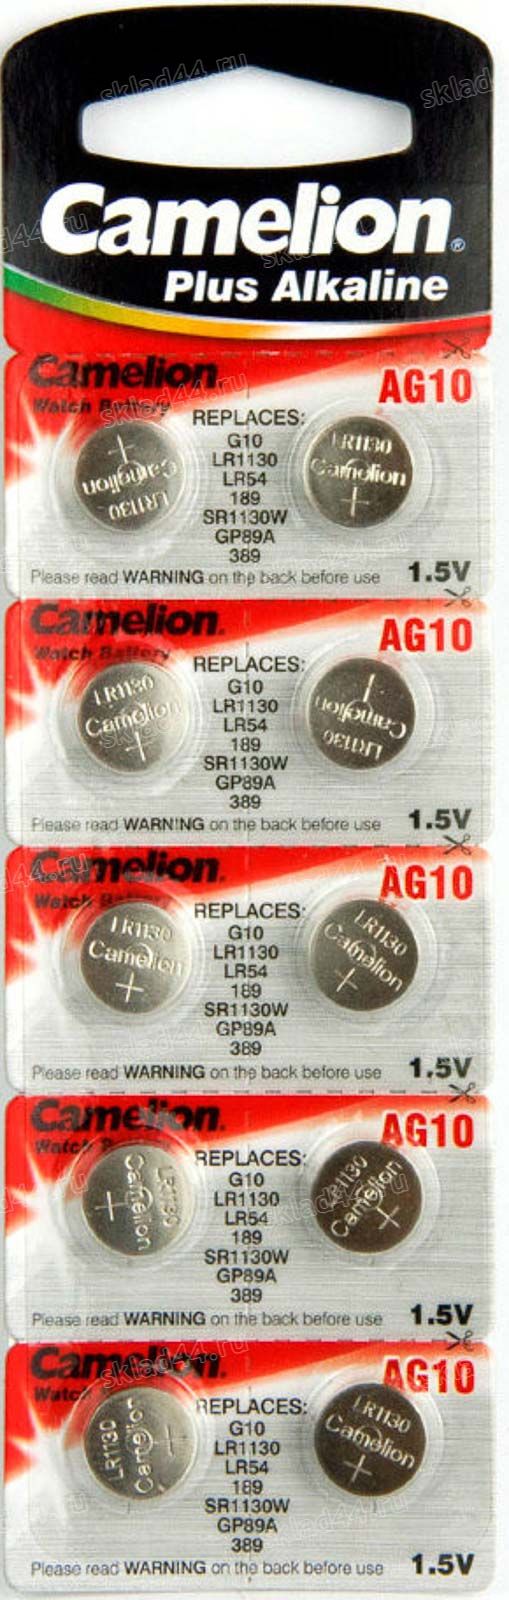 Camelion®
Plus Alkaline
Camelion
Watch Battery
AG10
REPLACES:
G10
LR1130
LR54
189
SR1130W
GP89A
389
LR1130
Camelion
+
LR1130
Camelion
+
Please read WARNING on the back before use
1.5V
Camelion®
Watch Battery
AG10
REPLACES:
G10
LR1130
LR54
189
SR1130W
GP89A
389
LR1130
Camelion
+
LR1130
Camelion
+
Please read WARNING on the back before use
1.5V
Camelion®
Watch Battery
AG10
REPLACES:
G10
LR1130
LR54
189
SR1130W
GP89A
389
LR1130
Camelion
+
LR1130
Camelion
+
Please read WARNING on the back before use
1.5V
Camelion®
Watch
AG10
REPLACES:
G10
LR1130
LR54
189
SR1130W
GP89A
389
LR1130
Camelion
+
LR1130
Camelion
+
Please read WARNING on the back before use
1.5V
Camelion®
Watch
AG10
REPLACES:
G10
LR1130
LR54
189
SR1130W
GP89A
389
LR1130
Camelion
+
LR1130
Camelion
+
Please read WARNING on the back before use
1.5V
sklad44.ru